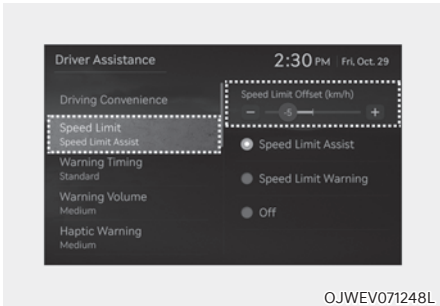 Driver Assistance
2:30 PM Fri, Oct. 29
Driving Convenience
Speed Limit
Speed Limit Assist
Warning Timing
Standard
Warning Volume
Medium
Haptic Warning
Medium
Speed Limit Offset (km/h)
− -5 +
Speed Limit Assist
Speed Limit Warning
Off
OJWEV071248L